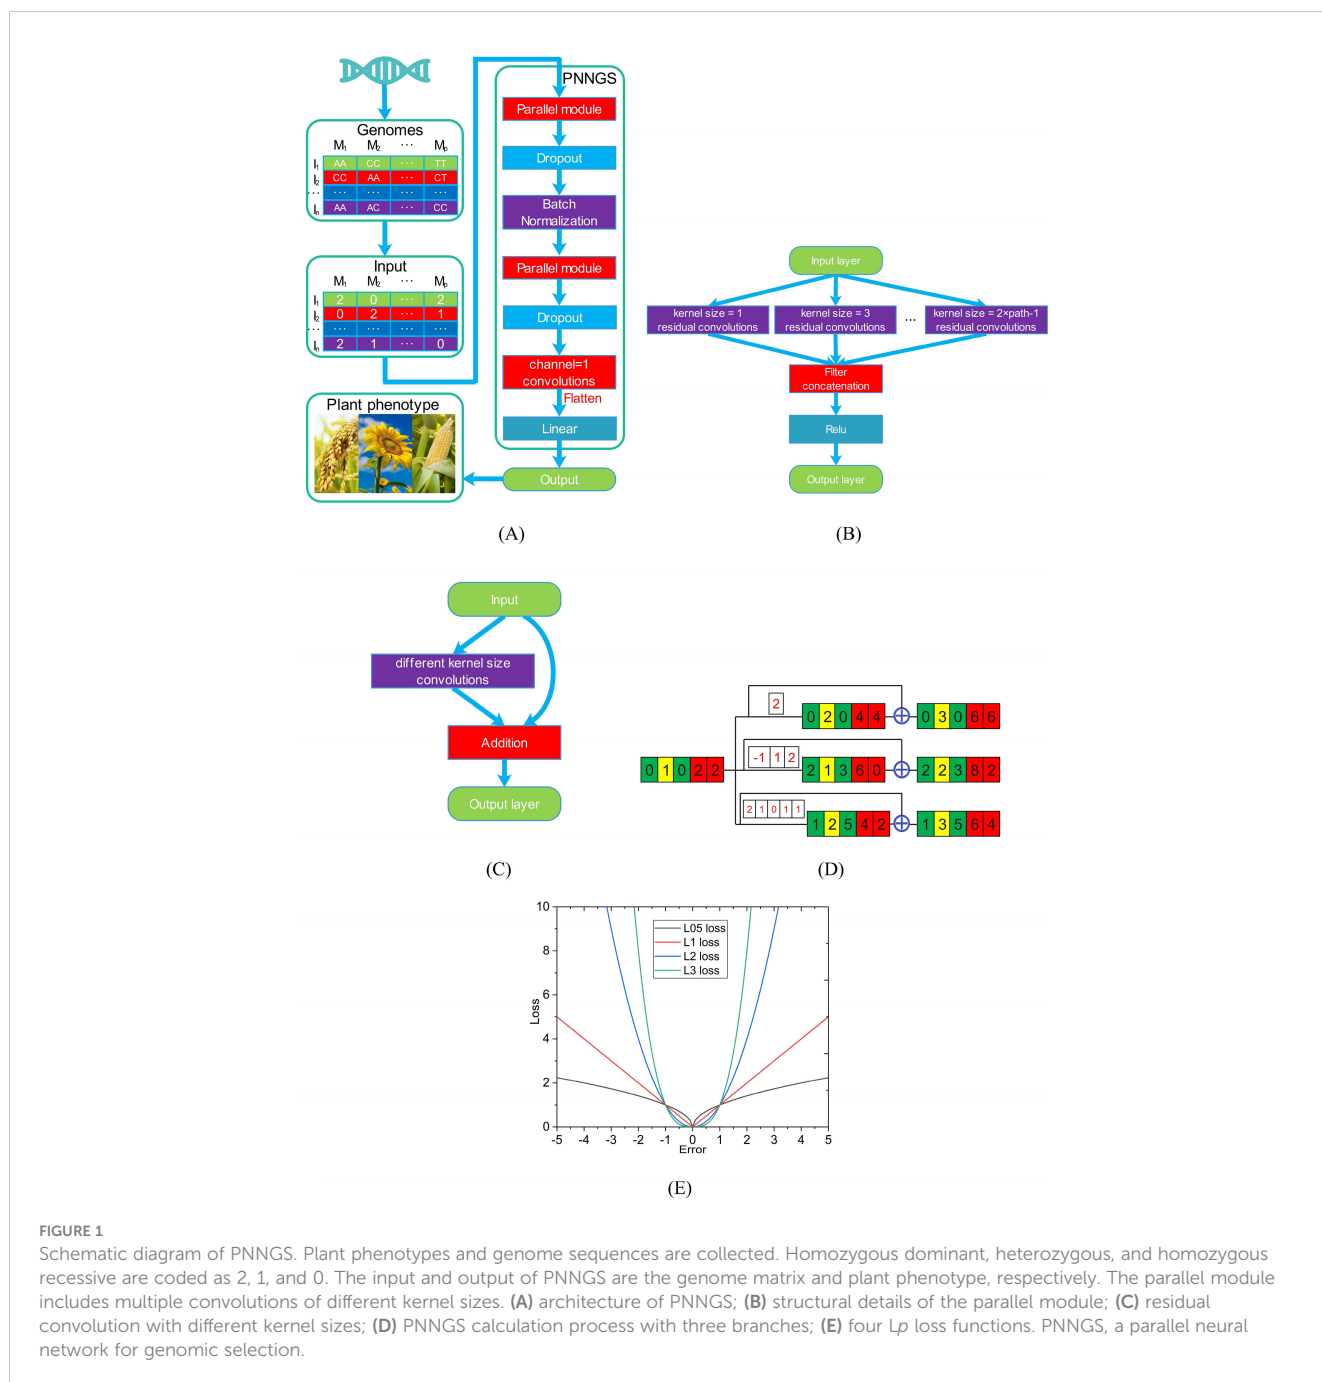 PNNGS
Genomes
M1 M2 ... Mp
I1 AA CC ... TT
I2 CC AA ... CT
... ... ... ... ...
In AA AC ... CC
Input
M1 M2 ... Mp
I1 2 0 ... 2
I2 0 2 ... 1
... ... ... ... ...
In 2 1 ... 0
Plant phenotype
Parallel module
Dropout
Batch
Normalization
Parallel module
Dropout
channel=1
convolutions
Flatten
Linear
Output
(A)
Input layer
kernel size = 1
residual convolutions
kernel size = 3
residual convolutions
...
kernel size = 2×path-1
residual convolutions
Filter
concatenation
Relu
Output layer
(B)
Input
different kernel size
convolutions
Addition
Output layer
(C)
2
0 2 0 4 4
0 3 0 6 6
0 1 0 2 2
-1 1 2
2 1 3 6 0
2 2 3 8 2
2 1 0 1 1
1 2 5 4 2
1 3 5 6 4
(D)
10
8
6
4
2
0
Loss
L05 loss
L1 loss
L2 loss
L3 loss
-5 -4 -3 -2 -1 0 1 2 3 4 5
Error
(E)
FIGURE 1
Schematic diagram of PNNGS. Plant phenotypes and genome sequences are collected. Homozygous dominant, heterozygous, and homozygous
recessive are coded as 2, 1, and 0. The input and output of PNNGS are the genome matrix and plant phenotype, respectively. The parallel module
includes multiple convolutions of different kernel sizes. (A) architecture of PNNGS; (B) structural details of the parallel module; (C) residual
convolution with different kernel sizes; (D) PNNGS calculation process with three branches; (E) four Lp loss functions. PNNGS, a parallel neural
network for genomic selection.